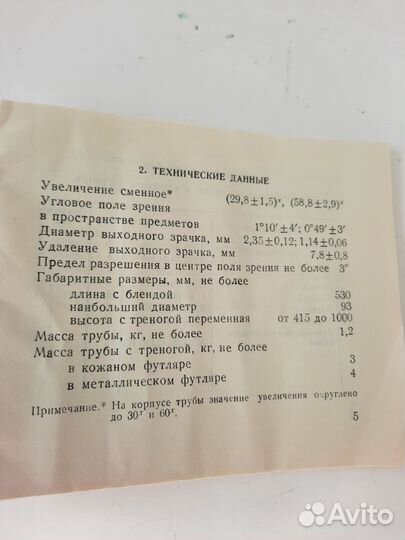 2. ТЕХНИЧЕСКИЕ ДАННЫЕ
Увеличение сменное* (29,8±1,5)ˣ, (58,8±2,9)ˣ
Угловое поле зрения
в пространстве предметов 1°10′±4′; 0°49′±3′
Диаметр выходного зрачка, мм 2,35±0,12; 1,14±0,06
Удаление выходного зрачка, мм 7,8±0,8
Предел разрешения в центре поля зрения не более 3″
Габаритные размеры, мм, не более
длина с блендой 530
наибольший диаметр 93
высота с треногой переменная от 415 до 1000
Масса трубы, кг, не более 1,2
Масса трубы с треногой, кг, не более
в кожаном футляре 3
в металлическом футляре 4
Примечание.* На корпусе трубы значение увеличения округлено
до 30ˣ и 60ˣ.
5
Avito